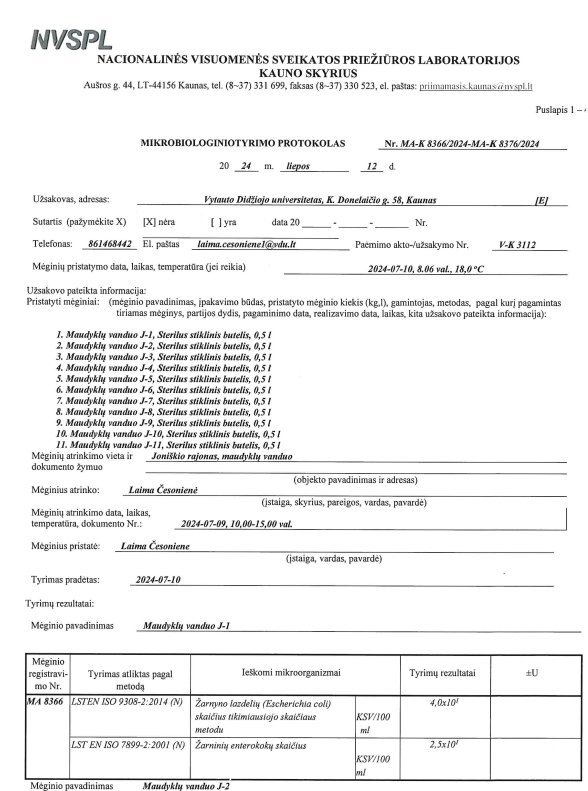 NVSPL
NACIONALINĖS VISUOMENĖS SVEIKATOS PRIEŽIŪROS LABORATORIJOS
KAUNO SKYRIUS
Aušros g. 44, LT-44156 Kaunas, tel. (8~37) 331 699, faksas (8~37) 330 523, el. paštas: priimamasis.kaunas@nvspl.lt
Puslapis 1 –
MIKROBIOLOGINIOTYRIMO PROTOKOLAS Nr. MA-K 8366/2024-MA-K 8376/2024
20 24 m. liepos 12 d.
Užsakovas, adresas: Vytauto Didžiojo universitetas, K. Donelaičio g. 58, Kaunas [E]
Sutartis (pažymėkite X) [X] nėra [ ] yra data 20 ____ - ____ - ____ Nr.
Telefonas: 861468442 El. paštas laima.cesoniene1@vdu.lt Paėmimo akto-/užsakymo Nr. V-K 3112
Mėginių pristatymo data, laikas, temperatūra (jei reikia) 2024-07-10, 8.06 val., 18,0 °C
Užsakovo pateikta informacija:
Pristatyti mėginiai: (mėginio pavadinimas, įpakavimo būdas, pristatyto mėginio kiekis (kg,l), gamintojas, metodas, pagal kurį pagamintas
tiriamas mėginys, partijos dydis, pagaminimo data, realizavimo data, laikas, kita užsakovo pateikta informacija):
1. Maudyklų vanduo J-1, Sterilus stiklinis butelis, 0,5 l
2. Maudyklų vanduo J-2, Sterilus stiklinis butelis, 0,5 l
3. Maudyklų vanduo J-3, Sterilus stiklinis butelis, 0,5 l
4. Maudyklų vanduo J-4, Sterilus stiklinis butelis, 0,5 l
5. Maudyklų vanduo J-5, Sterilus stiklinis butelis, 0,5 l
6. Maudyklų vanduo J-6, Sterilus stiklinis butelis, 0,5 l
7. Maudyklų vanduo J-7, Sterilus stiklinis butelis, 0,5 l
8. Maudyklų vanduo J-8, Sterilus stiklinis butelis, 0,5 l
9. Maudyklų vanduo J-9, Sterilus stiklinis butelis, 0,5 l
10. Maudyklų vanduo J-10, Sterilus stiklinis butelis, 0,5 l
11. Maudyklų vanduo J-11, Sterilus stiklinis butelis, 0,5 l
Mėginių atrinkimo vieta ir Joniškio rajonas, maudyklų vanduo
dokumento žymuo
(objekto pavadinimas ir adresas)
Mėginius atrinko: Laima Česonienė
(įstaiga, skyrius, pareigos, vardas, pavardė)
Mėginių atrinkimo data, laikas,
temperatūra, dokumento Nr.: 2024-07-09, 10,00-15,00 val.
Mėginius pristatė: Laima Česoniene
(įstaiga, vardas, pavardė)
Tyrimas pradėtas: 2024-07-10
Tyrimų rezultatai:
Mėginio pavadinimas Maudyklų vanduo J-1
Mėginio registravi-mo Nr. Tyrimas atliktas pagal metodą Ieškomi mikroorganizmai Tyrimų rezultatai ±U
MA 8366 LSTEN ISO 9308-2:2014 (N) Žarnyno lazdelių (Escherichia coli) 4,0x10¹
skaičius tikimiausiojo skaičiaus KSV/100
metodu ml
LST EN ISO 7899-2:2001 (N) Žarninių enterokokų skaičius 2,5x10¹
KSV/100
ml
Mėginio pavadinimas Maudyklų vanduo J-2